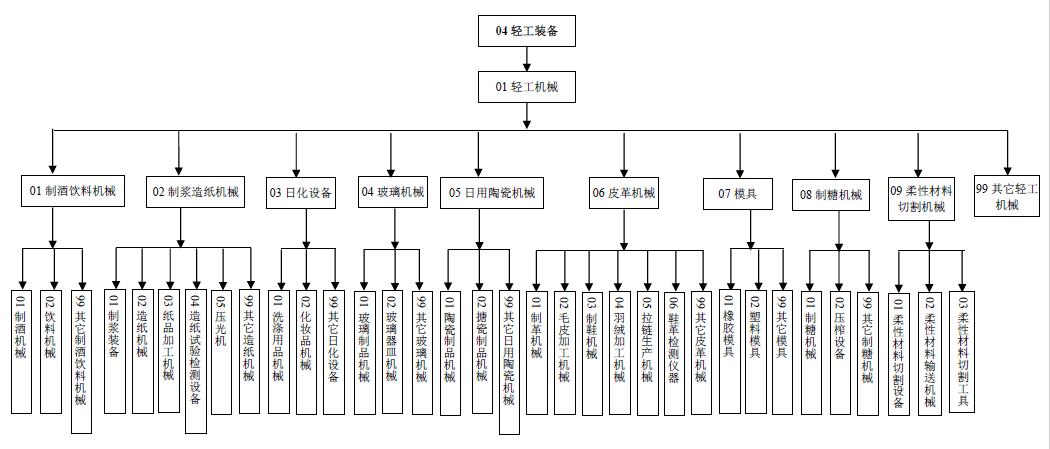 04 轻工装备
01 轻工机械
01 制酒饮料机械
02 制浆造纸机械
03 日化设备
04 玻璃机械
05 日用陶瓷机械
06 皮革机械
07 模具
08 制糖机械
09 柔性材料
切割机械
99 其它轻工
机械
01 制酒机械
02 饮料机械
99 其它制酒饮料机械
01 制浆装备
02 造纸机械
03 纸品加工机械
04 造纸试验检测设备
05 压光机
99 其它造纸机械
01 洗涤用品机械
02 化妆品机械
99 其它日化设备
01 玻璃制品机械
02 玻璃器皿机械
99 其它玻璃机械
01 陶瓷制品机械
02 搪瓷制品机械
99 其它日用陶瓷机械
01 制革机械
02 毛皮加工机械
03 制鞋机械
04 羽绒加工机械
05 拉链生产机械
06 鞋革检测仪器
99 其它皮革机械
01 橡胶模具
02 塑料模具
99 其它模具
01 制糖机械
02 压榨设备
99 其它制糖机械
01 柔性材料切割设备
02 柔性材料输送机械
03 柔性材料切割工具